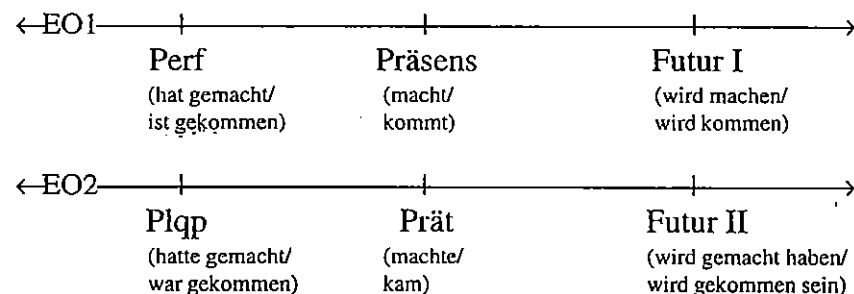 EO1
Perf Präsens Futur I
(hat gemacht/ (macht/ (wird machen/
ist gekommen) kommt) wird kommen)
EO2
Plqp Prät Futur II
(hatte gemacht/ (machte/ (wird gemacht haben/
war gekommen) kam) wird gekommen sein)